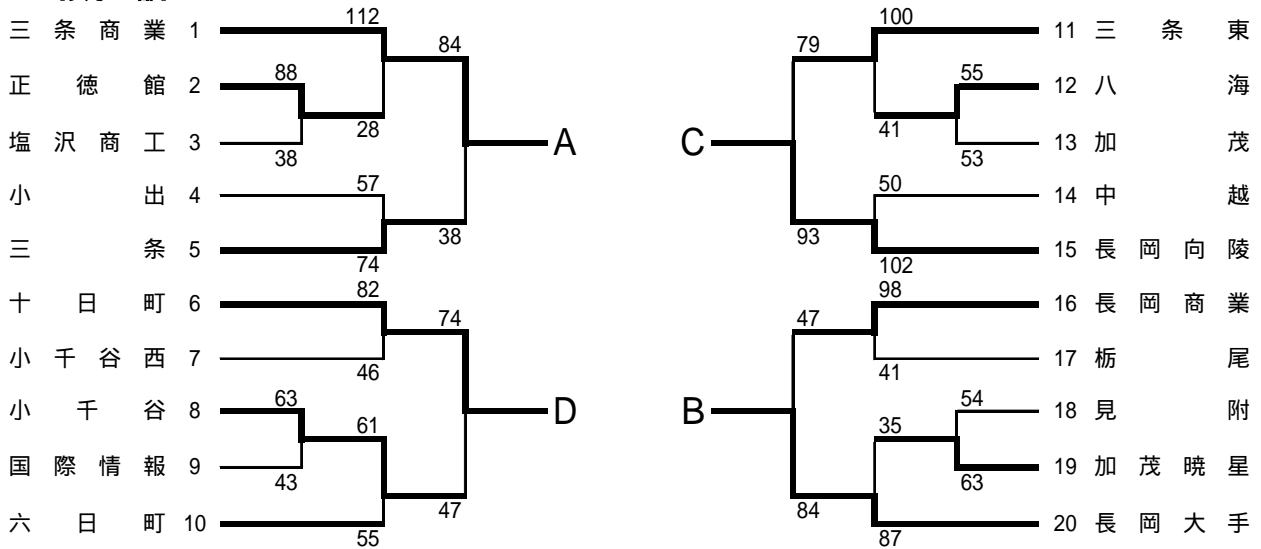 112 100
三条商業 1 11 三条東
84 79
正徳館 2 88 55 12 八海
28 41
塩沢商工 3 38 A C 53 13 加茂
小出 4 57 50 14 中越
38 93
三条 5 74 102 15 長岡向陵
十日町 6 82 98 16 長岡商業
74 47
小千谷西 7 46 41 17 栃尾
小千谷 8 63 D B 54 18 見附
61 35
国際情報 9 43 63 19 加茂暁星
47 84
六日町 10 55 87 20 長岡大手